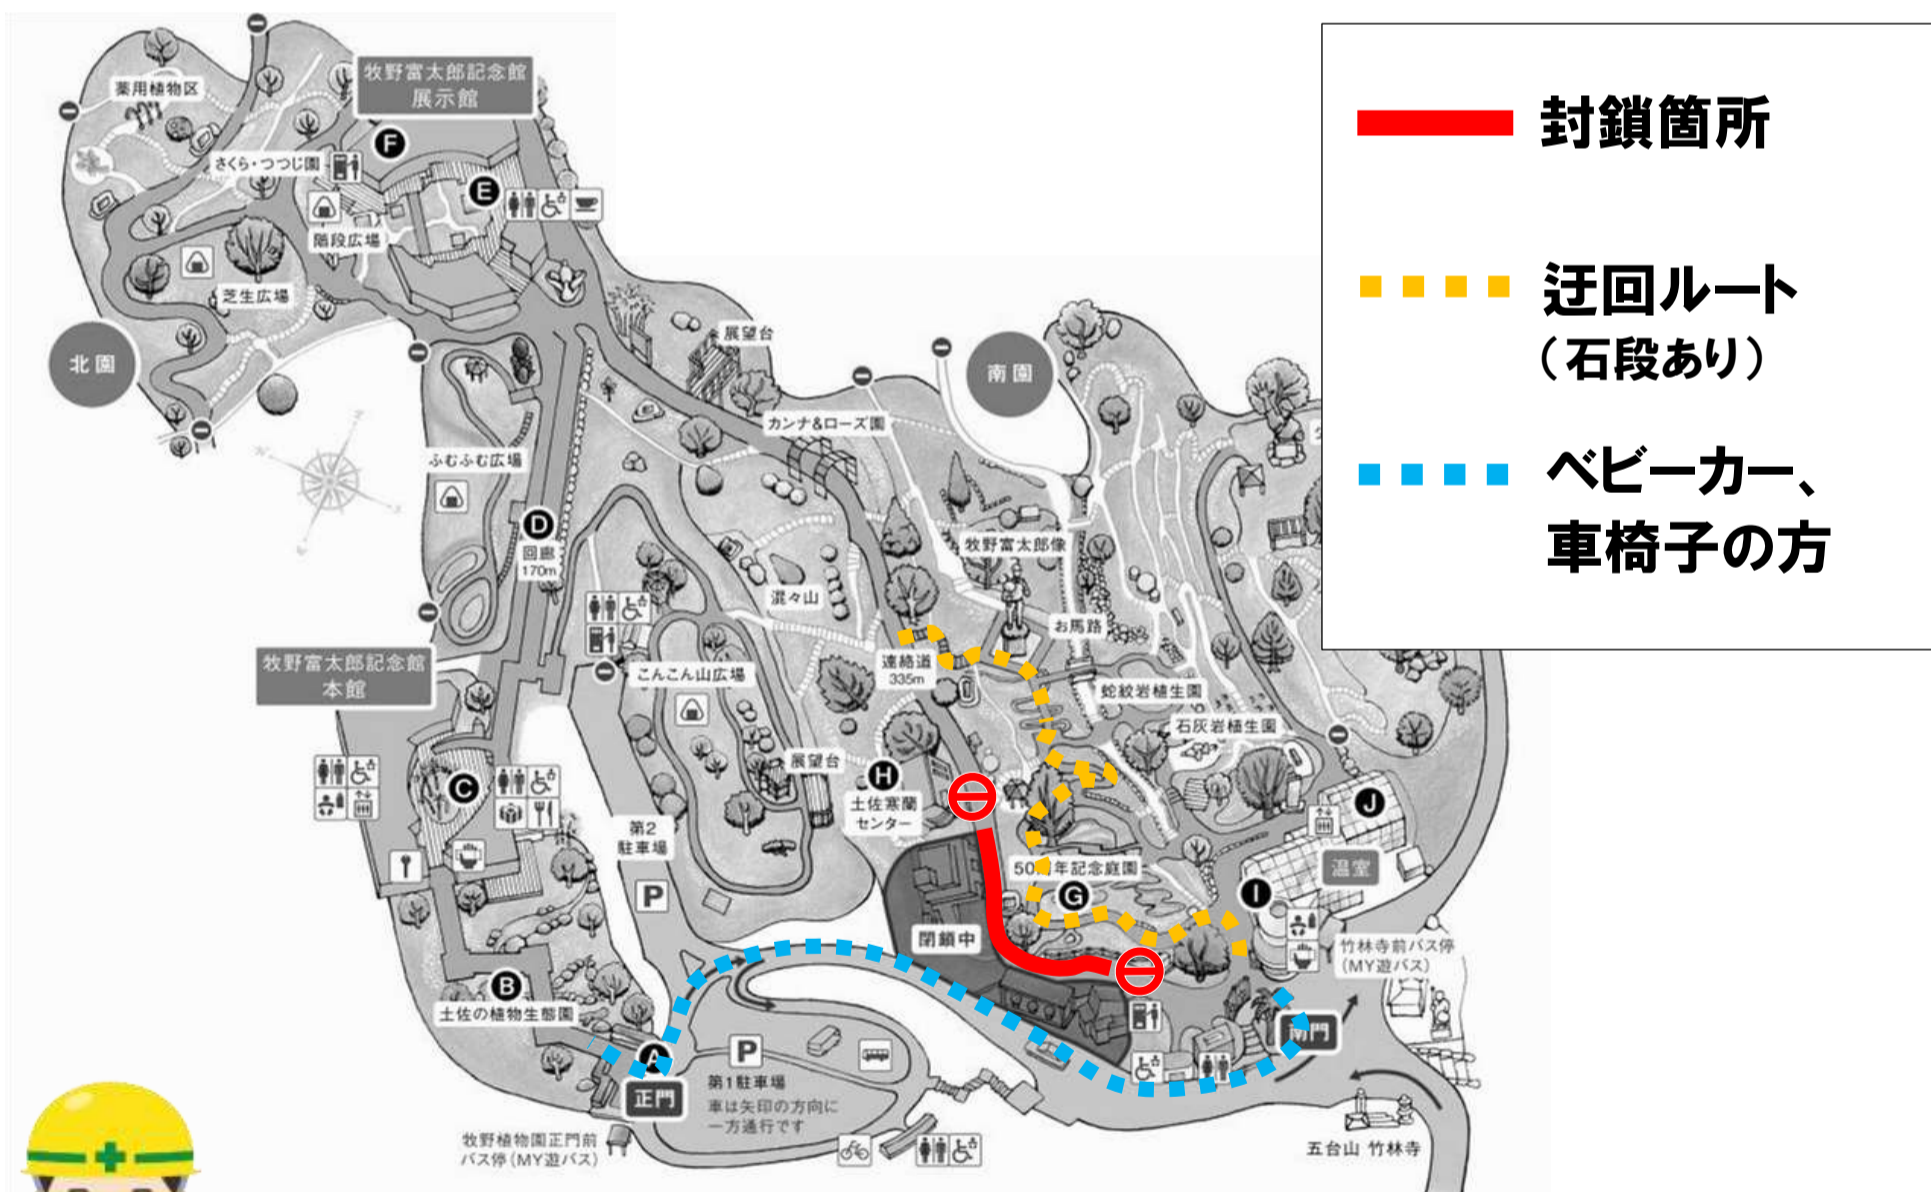 封鎖箇所
迂回ルート
（石段あり）
ベビーカー、
車椅子の方
薬用植物区
牧野富太郎記念館
展示館
F
さくら・つつじ園
E
階段広場
芝生広場
北園
展望台
南園
カンナ&ローズ園
ふむふむ広場
D
回廊
170m
混々山
牧野富太郎像
お馬路
連絡道
335m
牧野富太郎記念館
本館
こんこん山広場
蛇紋岩植生園
石灰岩植生園
C
展望台
H
土佐寒蘭
センター
J
第2
駐車場
P
50周年記念庭園
G
温室
I
閉鎖中
竹林寺前バス停
（MY遊バス）
B
土佐の植物生態園
A
正門
P
第1駐車場
車は矢印の方向に
一方通行です
南門
牧野植物園正門前
バス停（MY遊バス）
五台山 竹林寺